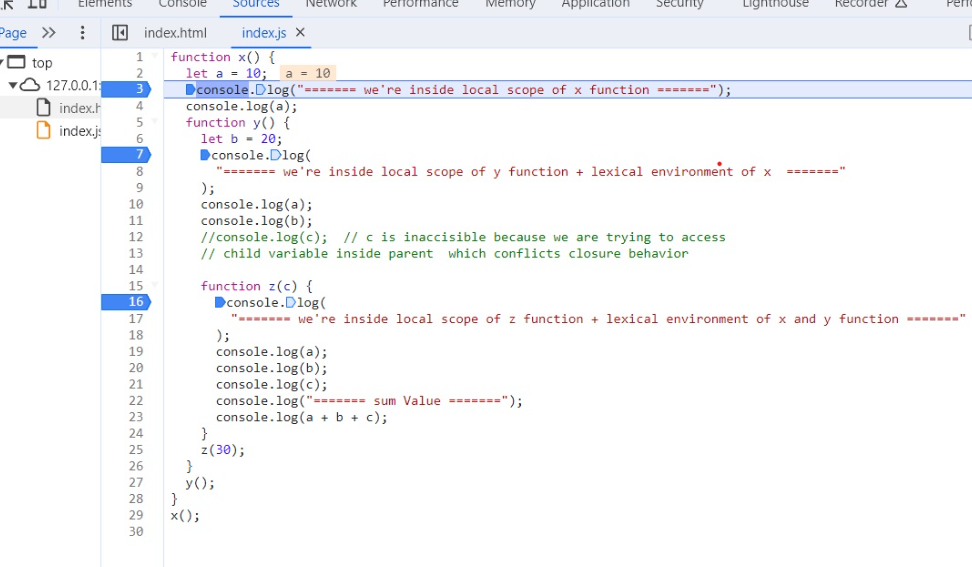 Elements Console Sources Network Performance Memory Application Security Lighthouse Recorder
Page index.html index.js
top
127.0.0.1:
index.h
index.js
1 function x() {
2 let a = 10; a = 10
3 console.log("======= we're inside local scope of x function =======");
4 console.log(a);
5 function y() {
6 let b = 20;
7 console.log(
8 "======= we're inside local scope of y function + lexical environment of x  ======="
9 );
10 console.log(a);
11 console.log(b);
12 //console.log(c);  // c is inaccisible because we are trying to access
13 // child variable inside parent  which conflicts closure behavior
14
15 function z(c) {
16 console.log(
17 "======= we're inside local scope of z function + lexical environment of x and y function ======="
18 );
19 console.log(a);
20 console.log(b);
21 console.log(c);
22 console.log("======= sum Value =======");
23 console.log(a + b + c);
24 }
25 z(30);
26 }
27 y();
28 }
29 x();
30